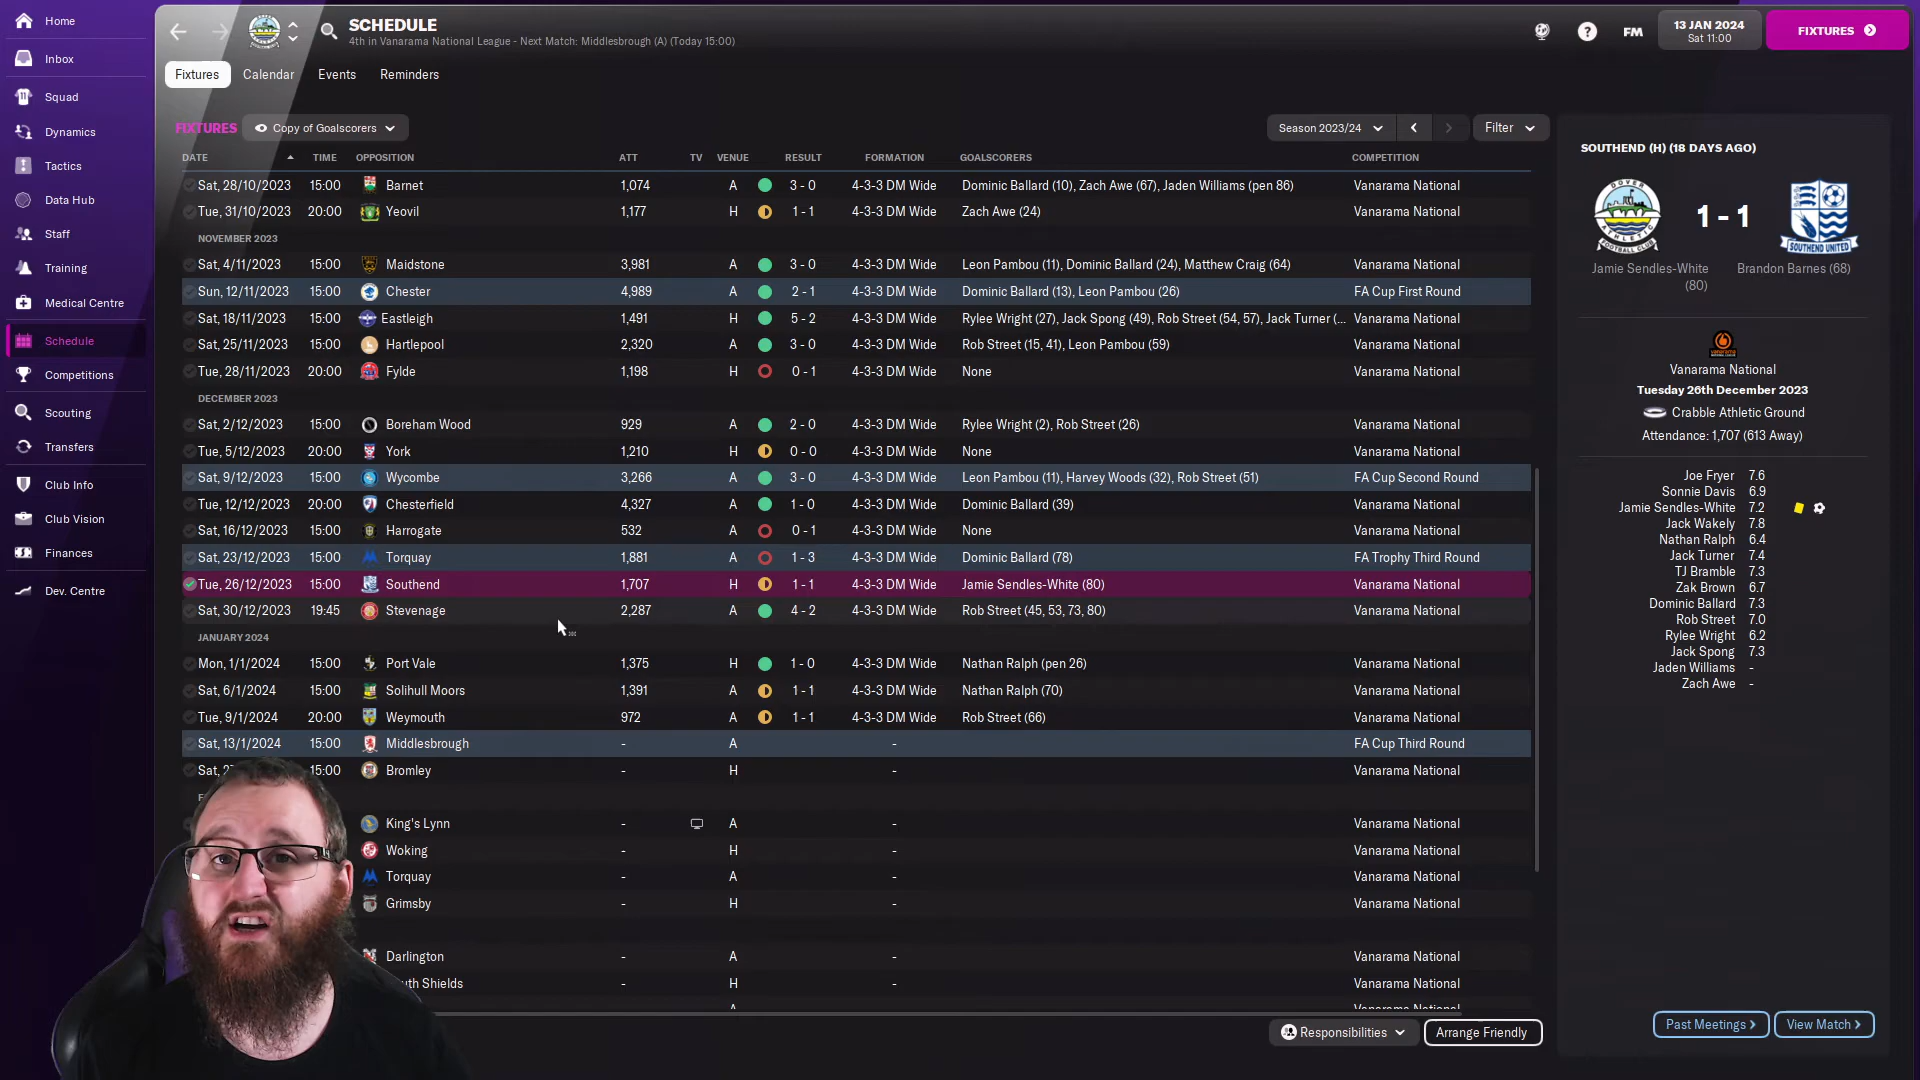 Home
Inbox
Squad
Dynamics
Tactics
Data Hub
Staff
Training
Medical Centre
Schedule
Competitions
Scouting
Transfers
Club Info
Club Vision
Finances
Dev. Centre
SCHEDULE
4th in Vanarama National League - Next Match: Middlesbrough (A) (Today 15:00)
? FM 13 JAN 2024 FIXTURES
Sat 11:00
Fixtures Calendar Events Reminders
FIXTURES Copy of Goalscorers Season 2023/24 Filter
DATE TIME OPPOSITION ATT TV VENUE RESULT FORMATION GOALSCORERS COMPETITION
Sat, 28/10/2023 15:00 Barnet 1,074 A 3 - 0 4-3-3 DM Wide Dominic Ballard (10), Zach Awe (67), Jaden Williams (pen 86) Vanarama National
Tue, 31/10/2023 20:00 Yeovil 1,177 H 1 - 1 4-3-3 DM Wide Zach Awe (24) Vanarama National
NOVEMBER 2023
Sat, 4/11/2023 15:00 Maidstone 3,981 A 3 - 0 4-3-3 DM Wide Leon Pambou (11), Dominic Ballard (24), Matthew Craig (64) Vanarama National
Sun, 12/11/2023 15:00 Chester 4,989 A 2 - 1 4-3-3 DM Wide Dominic Ballard (13), Leon Pambou (26) FA Cup First Round
Sat, 18/11/2023 15:00 Eastleigh 1,491 H 5 - 2 4-3-3 DM Wide Rylee Wright (27), Jack Spong (49), Rob Street (54, 57), Jack Turner (... Vanarama National
Sat, 25/11/2023 15:00 Hartlepool 2,320 A 3 - 0 4-3-3 DM Wide Rob Street (15, 41), Leon Pambou (59) Vanarama National
Tue, 28/11/2023 20:00 Fylde 1,198 H 0 - 1 4-3-3 DM Wide None Vanarama National
DECEMBER 2023
Sat, 2/12/2023 15:00 Boreham Wood 929 A 2 - 0 4-3-3 DM Wide Rylee Wright (2), Rob Street (26) Vanarama National
Tue, 5/12/2023 20:00 York 1,210 H 0 - 0 4-3-3 DM Wide None Vanarama National
Sat, 9/12/2023 15:00 Wycombe 3,266 A 3 - 0 4-3-3 DM Wide Leon Pambou (11), Harvey Woods (32), Rob Street (51) FA Cup Second Round
Tue, 12/12/2023 20:00 Chesterfield 4,327 A 1 - 0 4-3-3 DM Wide Dominic Ballard (39) Vanarama National
Sat, 16/12/2023 15:00 Harrogate 532 A 0 - 1 4-3-3 DM Wide None Vanarama National
Sat, 23/12/2023 15:00 Torquay 1,881 A 1 - 3 4-3-3 DM Wide Dominic Ballard (78) FA Trophy Third Round
Tue, 26/12/2023 15:00 Southend 1,707 H 1 - 1 4-3-3 DM Wide Jamie Sendles-White (80) Vanarama National
Sat, 30/12/2023 19:45 Stevenage 2,287 A 4 - 2 4-3-3 DM Wide Rob Street (45, 53, 73, 80) Vanarama National
JANUARY 2024
Mon, 1/1/2024 15:00 Port Vale 1,375 H 1 - 0 4-3-3 DM Wide Nathan Ralph (pen 26) Vanarama National
Sat, 6/1/2024 15:00 Solihull Moors 1,391 A 1 - 1 4-3-3 DM Wide Nathan Ralph (70) Vanarama National
Tue, 9/1/2024 20:00 Weymouth 972 A 1 - 1 4-3-3 DM Wide Rob Street (66) Vanarama National
Sat, 13/1/2024 15:00 Middlesbrough - A - FA Cup Third Round
Sat, 15:00 Bromley - H - Vanarama National
King's Lynn - A - Vanarama National
Woking - H - Vanarama National
Torquay - A - Vanarama National
Grimsby - H - Vanarama National
Darlington - A - Vanarama National
uth Shields - H - Vanarama National
Responsibilities Arrange Friendly
SOUTHEND (H) (18 DAYS AGO)
DOVER ATHLETIC FOOTBALL CLUB
1 - 1
SOUTHEND UNITED
Jamie Sendles-White (80)
Brandon Barnes (68)
vanarama
Vanarama National
Tuesday 26th December 2023
Crabble Athletic Ground
Attendance: 1,707 (613 Away)
Joe Fryer 7.6
Sonnie Davis 6.9
Jamie Sendles-White 7.2
Jack Wakely 7.8
Nathan Ralph 6.4
Jack Turner 7.4
TJ Bramble 7.3
Zak Brown 6.7
Dominic Ballard 7.3
Rob Street 7.0
Rylee Wright 6.2
Jack Spong 7.3
Jaden Williams -
Zach Awe -
Past Meetings > View Match >